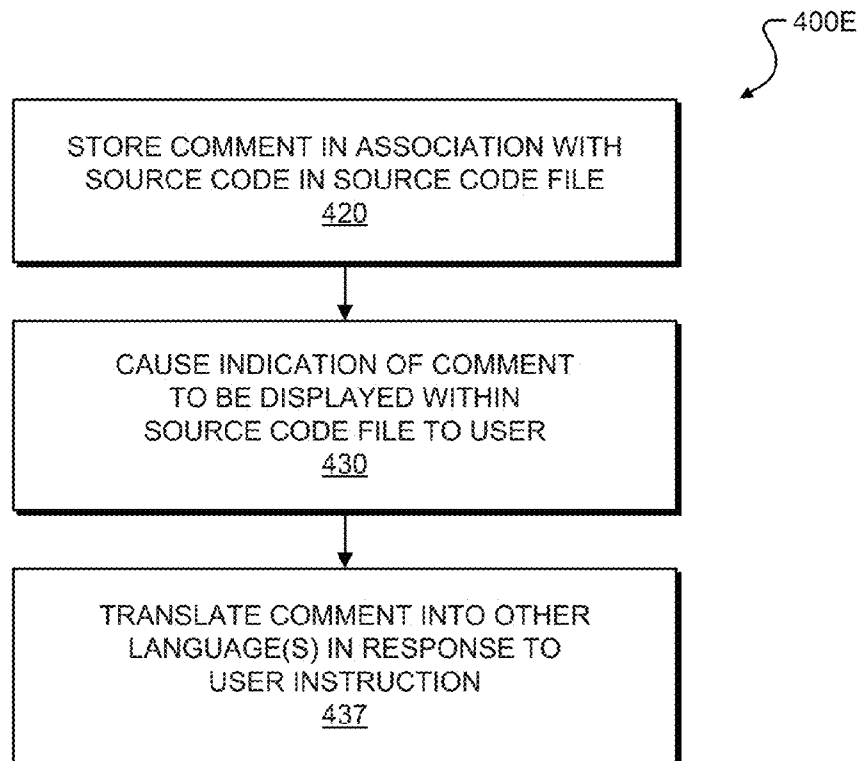 400E
STORE COMMENT IN ASSOCIATION WITH
SOURCE CODE IN SOURCE CODE FILE
420
CAUSE INDICATION OF COMMENT
TO BE DISPLAYED WITHIN
SOURCE CODE FILE TO USER
430
TRANSLATE COMMENT INTO OTHER
LANGUAGE(S) IN RESPONSE TO
USER INSTRUCTION
437